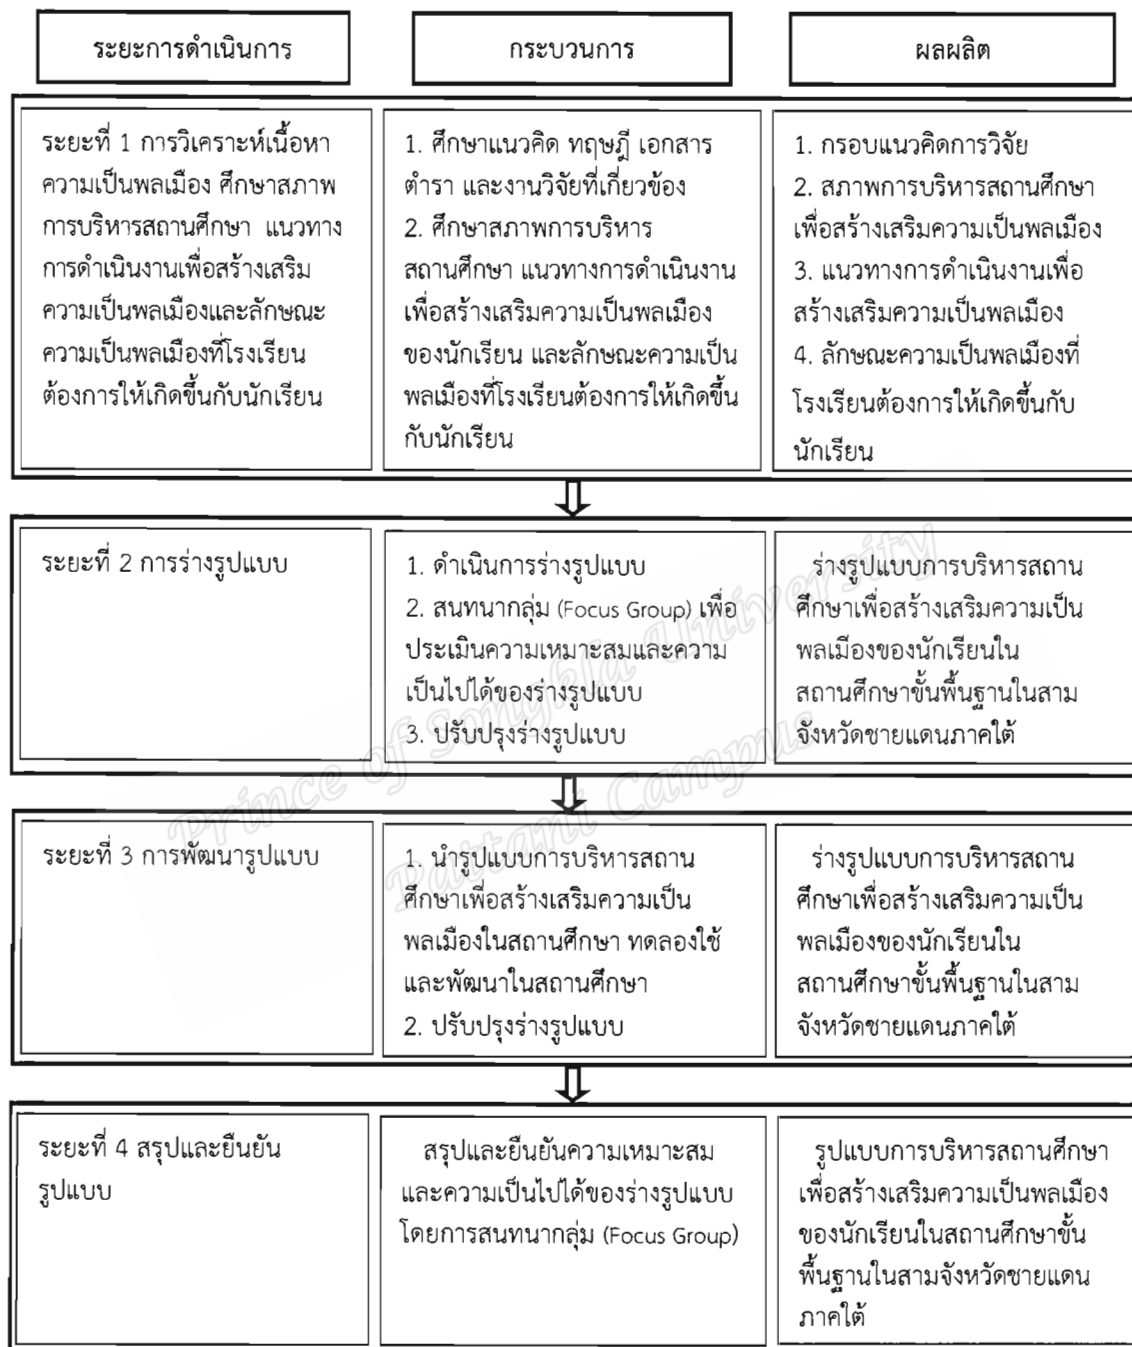 ระยะการดำเนินการ
กระบวนการ
ผลผลิต
ระยะที่ 1 การวิเคราะห์เนื้อหา
ความเป็นพลเมือง ศึกษาสภาพ
การบริหารสถานศึกษา แนวทาง
การดำเนินงานเพื่อสร้างเสริม
ความเป็นพลเมืองและลักษณะ
ความเป็นพลเมืองที่โรงเรียน
ต้องการให้เกิดขึ้นกับนักเรียน
1. ศึกษาแนวคิด ทฤษฎี เอกสาร
ตำรา และงานวิจัยที่เกี่ยวข้อง
2. ศึกษาสภาพการบริหาร
สถานศึกษา แนวทางการดำเนินงาน
เพื่อสร้างเสริมความเป็นพลเมือง
ของนักเรียน และลักษณะความเป็น
พลเมืองที่โรงเรียนต้องการให้เกิดขึ้น
กับนักเรียน
1. กรอบแนวคิดการวิจัย
2. สภาพการบริหารสถานศึกษา
เพื่อสร้างเสริมความเป็นพลเมือง
3. แนวทางการดำเนินงานเพื่อ
สร้างเสริมความเป็นพลเมือง
4. ลักษณะความเป็นพลเมืองที่
โรงเรียนต้องการให้เกิดขึ้นกับ
นักเรียน
ระยะที่ 2 การร่างรูปแบบ
1. ดำเนินการร่างรูปแบบ
2. สนทนากลุ่ม (Focus Group) เพื่อ
ประเมินความเหมาะสมและความ
เป็นไปได้ของร่างรูปแบบ
3. ปรับปรุงร่างรูปแบบ
ร่างรูปแบบการบริหารสถาน
ศึกษาเพื่อสร้างเสริมความเป็น
พลเมืองของนักเรียนใน
สถานศึกษาขั้นพื้นฐานในสาม
จังหวัดชายแดนภาคใต้
ระยะที่ 3 การพัฒนารูปแบบ
1. นำรูปแบบการบริหารสถาน
ศึกษาเพื่อสร้างเสริมความเป็น
พลเมืองในสถานศึกษา ทดลองใช้
และพัฒนาในสถานศึกษา
2. ปรับปรุงร่างรูปแบบ
ร่างรูปแบบการบริหารสถาน
ศึกษาเพื่อสร้างเสริมความเป็น
พลเมืองของนักเรียนใน
สถานศึกษาขั้นพื้นฐานในสาม
จังหวัดชายแดนภาคใต้
ระยะที่ 4 สรุปและยืนยัน
รูปแบบ
สรุปและยืนยันความเหมาะสม
และความเป็นไปได้ของร่างรูปแบบ
โดยการสนทนากลุ่ม (Focus Group)
รูปแบบการบริหารสถานศึกษา
เพื่อสร้างเสริมความเป็นพลเมือง
ของนักเรียนในสถานศึกษาขั้น
พื้นฐานในสามจังหวัดชายแดน
ภาคใต้
Prince of Songkla University
Pattani Campus